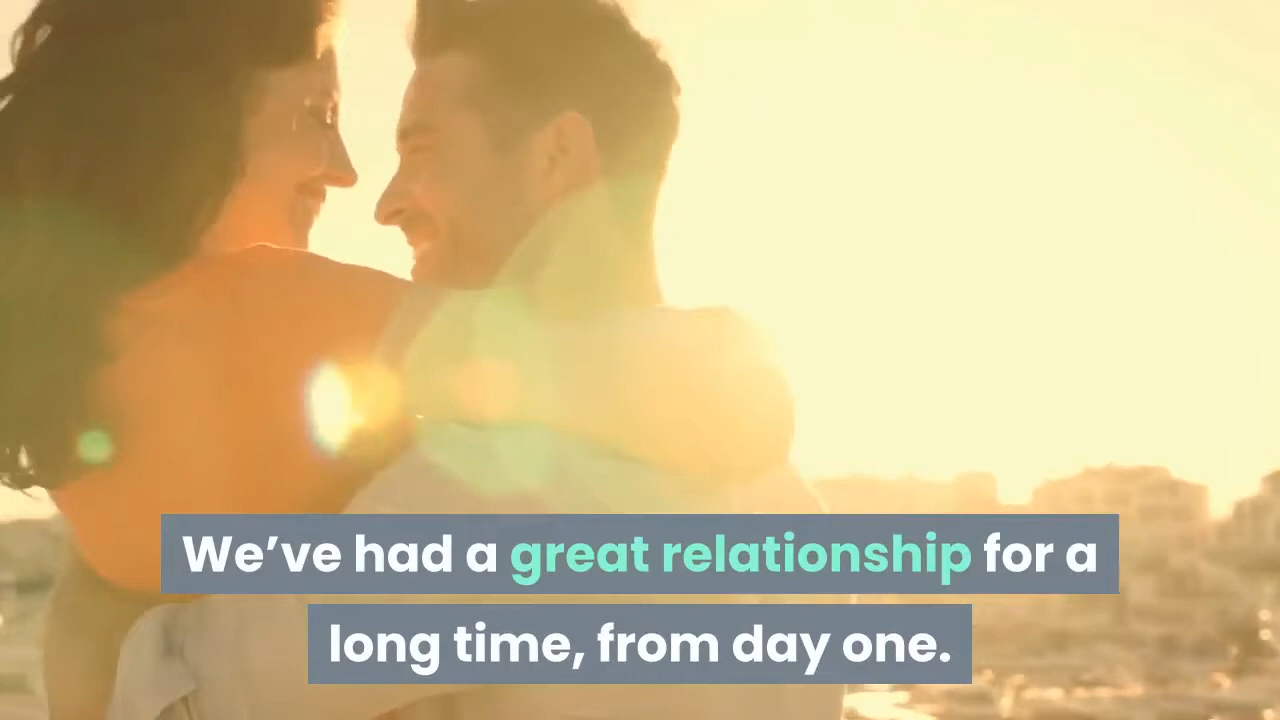 We’ve had a great relationship for a
long time, from day one.